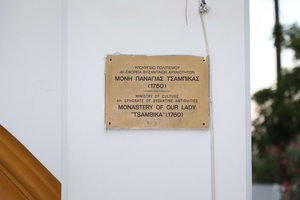 ΥΠΟΥΡΓΕΙΟ ΠΟΛΙΤΙΣΜΟΥ
4η ΕΦΟΡΕΙΑ ΒΥΖΑΝΤΙΝΩΝ ΑΡΧΑΙΟΤΗΤΩΝ
ΜΟΝΗ ΠΑΝΑΓΙΑΣ ΤΣΑΜΠΙΚΑΣ
(1760)
MINISTRY OF CULTURE
4th EPHORATE OF BYZANTINE ANTIQUITIES
MONASTERY OF OUR LADY
"TSAMBIKA" (1760)